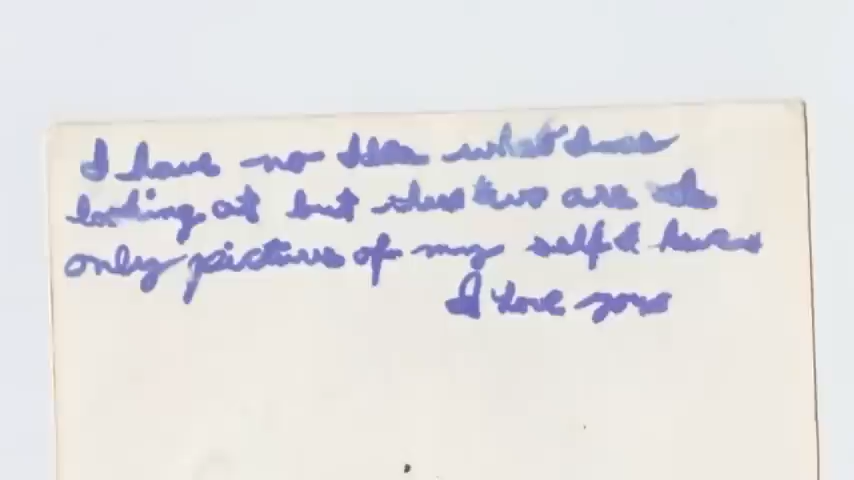 I have no Idea what I was
looking at but these two are the
only pictures of my self I have
I Love you